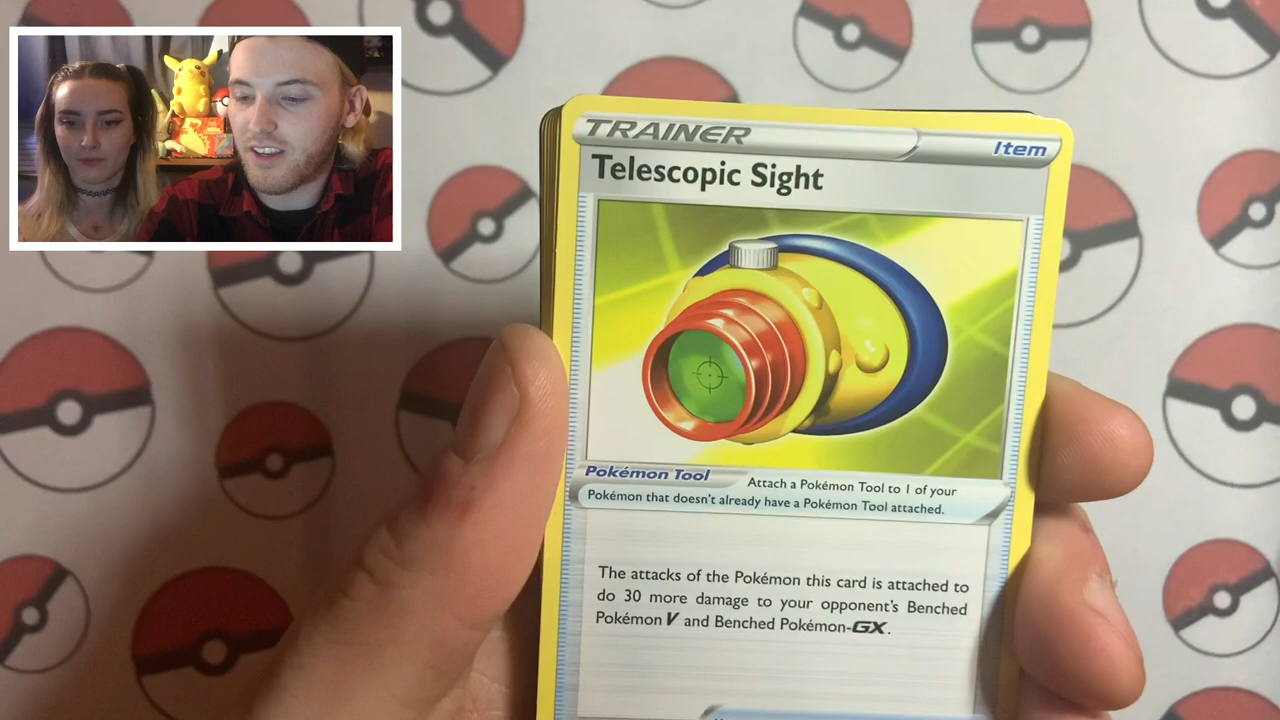 TRAINER
Item
Telescopic Sight
Pokémon Tool
Attach a Pokémon Tool to 1 of your
Pokémon that doesn't already have a Pokémon Tool attached.
The attacks of the Pokémon this card is attached to
do 30 more damage to your opponent's Benched
Pokémon V and Benched Pokémon-GX.